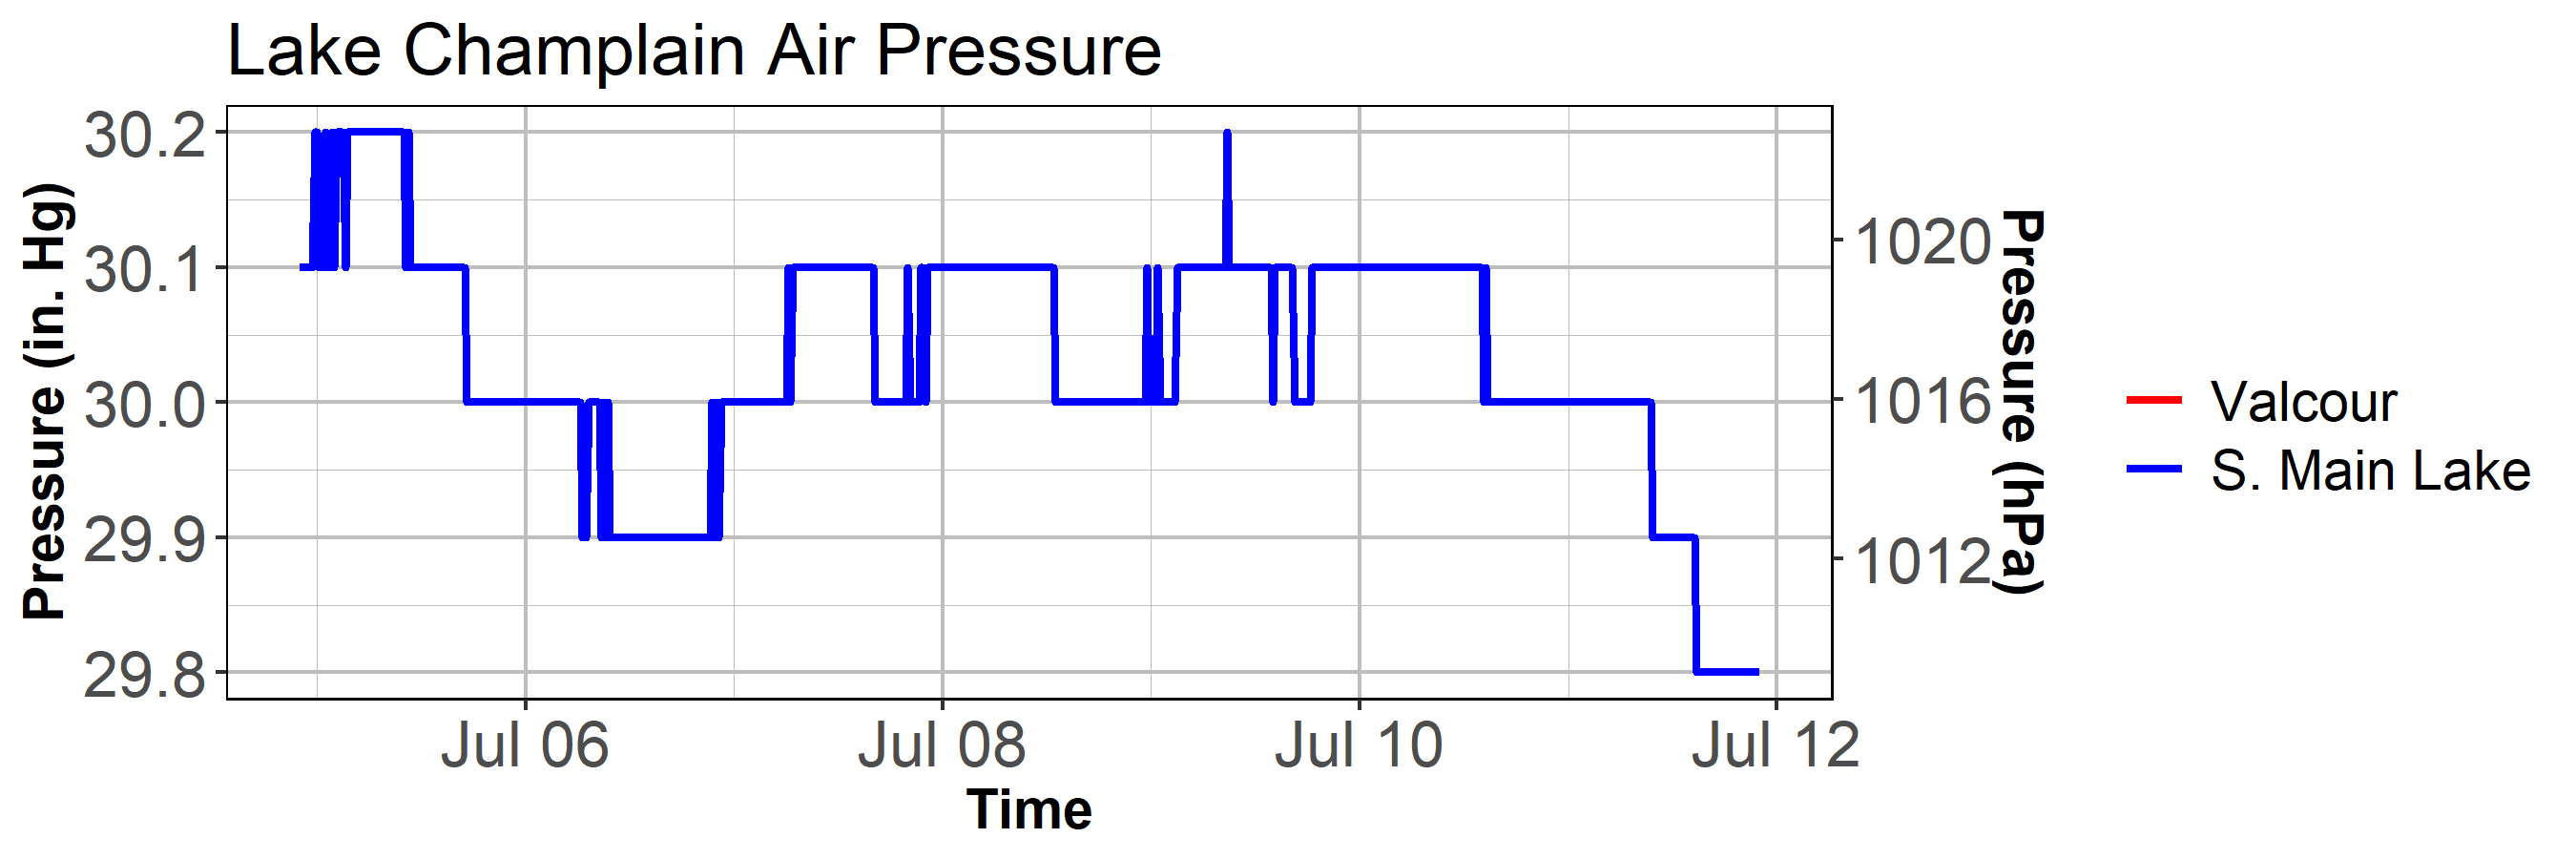 Lake Champlain Air Pressure
30.2
30.1
30.0
29.9
29.8
Pressure (in. Hg)
1020
1016
1012
Pressure (hPa)
Jul 06
Jul 08
Jul 10
Jul 12
Time
Valcour
S. Main Lake